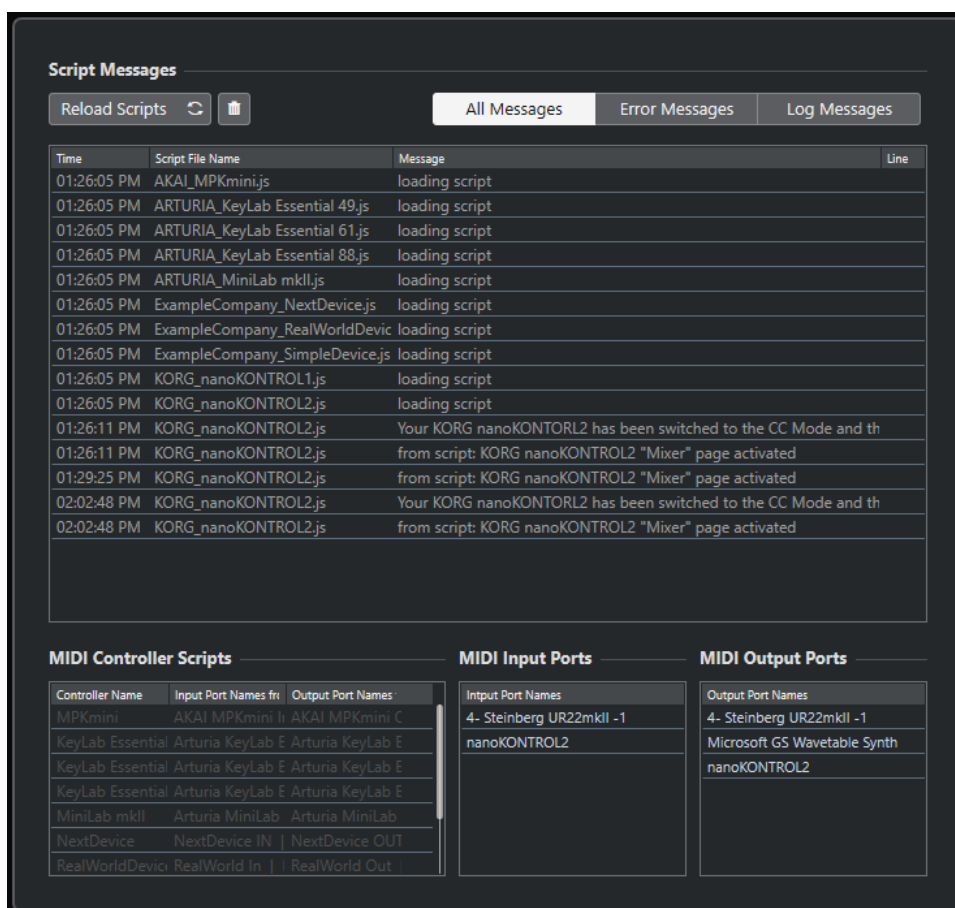 Script Messages
Reload Scripts
All Messages Error Messages Log Messages
Time Script File Name Message Line
01:26:05 PM AKAI_MPKmini.js loading script
01:26:05 PM ARTURIA_KeyLab Essential 49.js loading script
01:26:05 PM ARTURIA_KeyLab Essential 61.js loading script
01:26:05 PM ARTURIA_KeyLab Essential 88.js loading script
01:26:05 PM ARTURIA_MiniLab mkII.js loading script
01:26:05 PM ExampleCompany_NextDevice.js loading script
01:26:05 PM ExampleCompany_RealWorldDevic loading script
01:26:05 PM ExampleCompany_SimpleDevice.js loading script
01:26:05 PM KORG_nanoKONTROL1.js loading script
01:26:05 PM KORG_nanoKONTROL2.js loading script
01:26:11 PM KORG_nanoKONTROL2.js Your KORG nanoKONTORL2 has been switched to the CC Mode and th
01:26:11 PM KORG_nanoKONTROL2.js from script: KORG nanoKONTROL2 "Mixer" page activated
01:29:25 PM KORG_nanoKONTROL2.js from script: KORG nanoKONTROL2 "Mixer" page activated
02:02:48 PM KORG_nanoKONTROL2.js Your KORG nanoKONTORL2 has been switched to the CC Mode and th
02:02:48 PM KORG_nanoKONTROL2.js from script: KORG nanoKONTROL2 "Mixer" page activated
MIDI Controller Scripts
Controller Name Input Port Names fro Output Port Names
MPKmini AKAI MPKmini I AKAI MPKmini
KeyLab Essential Arturia KeyLab E Arturia KeyLab E
KeyLab Essential Arturia KeyLab E Arturia KeyLab E
KeyLab Essential Arturia KeyLab E Arturia KeyLab E
MiniLab mkII Arturia MiniLab Arturia MiniLab
NextDevice NextDevice IN | NextDevice OUT
RealWorldDevic RealWorld In | RealWorld Out
MIDI Input Ports
Intput Port Names
4- Steinberg UR22mkII -1
nanoKONTROL2
MIDI Output Ports
Output Port Names
4- Steinberg UR22mkII -1
Microsoft GS Wavetable Synth
nanoKONTROL2